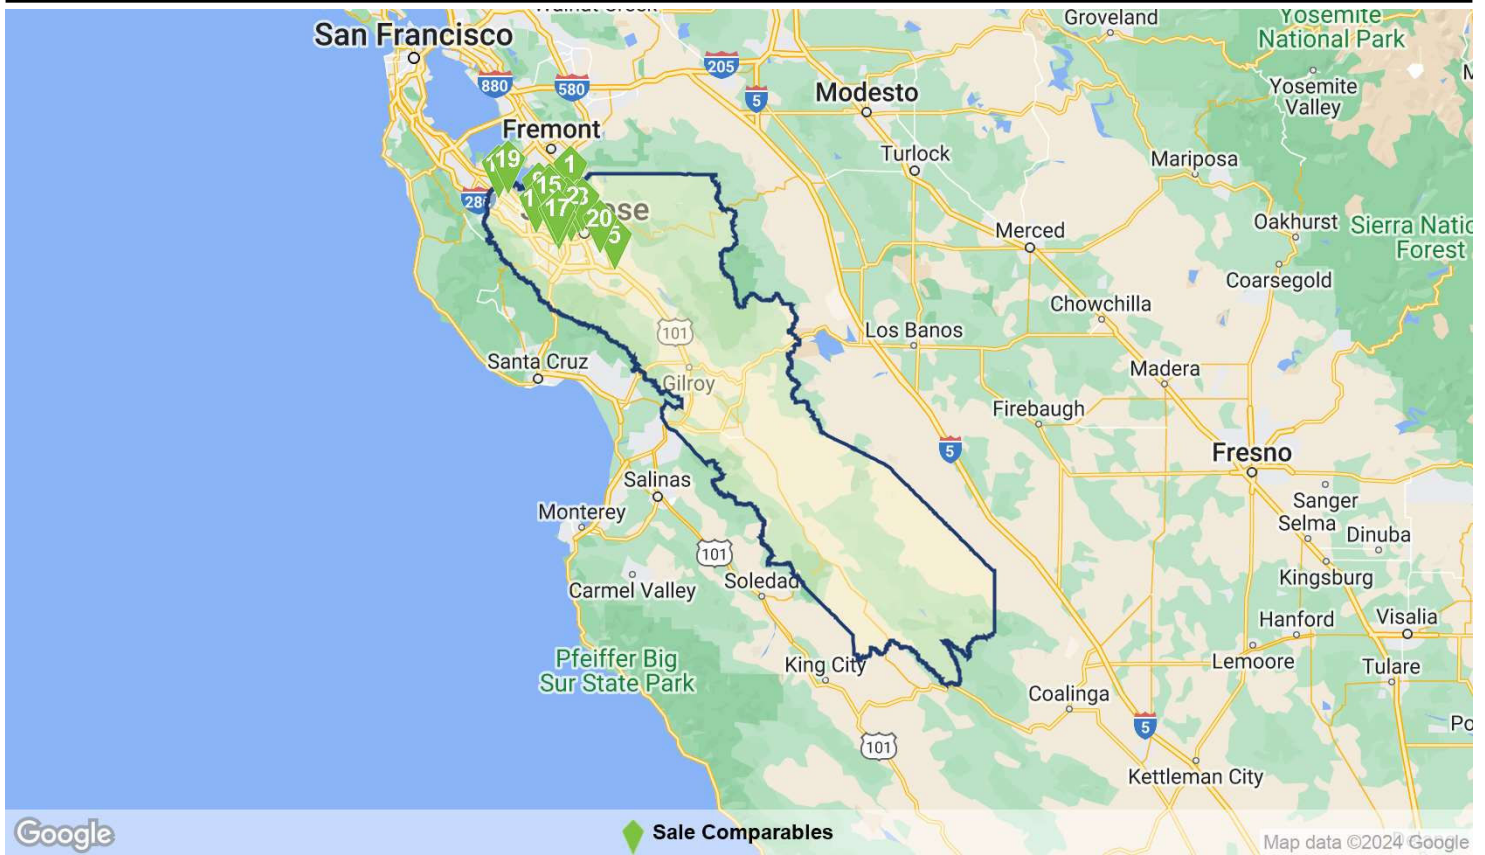 San Francisco
Groveland
Yosemite
National Park
205
880
580
5
Modesto
Yosemite
Valley
Fremont
Turlock
Mariposa
19
1
15
280
17
23
20
5
Merced
Oakhurst
Sierra Natio
Forest
Coarsegold
Chowchilla
Los Banos
101
Santa Cruz
Madera
Gilroy
Firebaugh
5
Fresno
Salinas
Sanger
Monterey
Selma
Dinuba
101
Soledad
Carmel Valley
Kingsburg
Hanford
Visalia
Pfeiffer Big
Sur State Park
King City
Lemoore
Tulare
Coalinga
5
101
Kettleman City
Google
Sale Comparables
Map data ©2024 Google